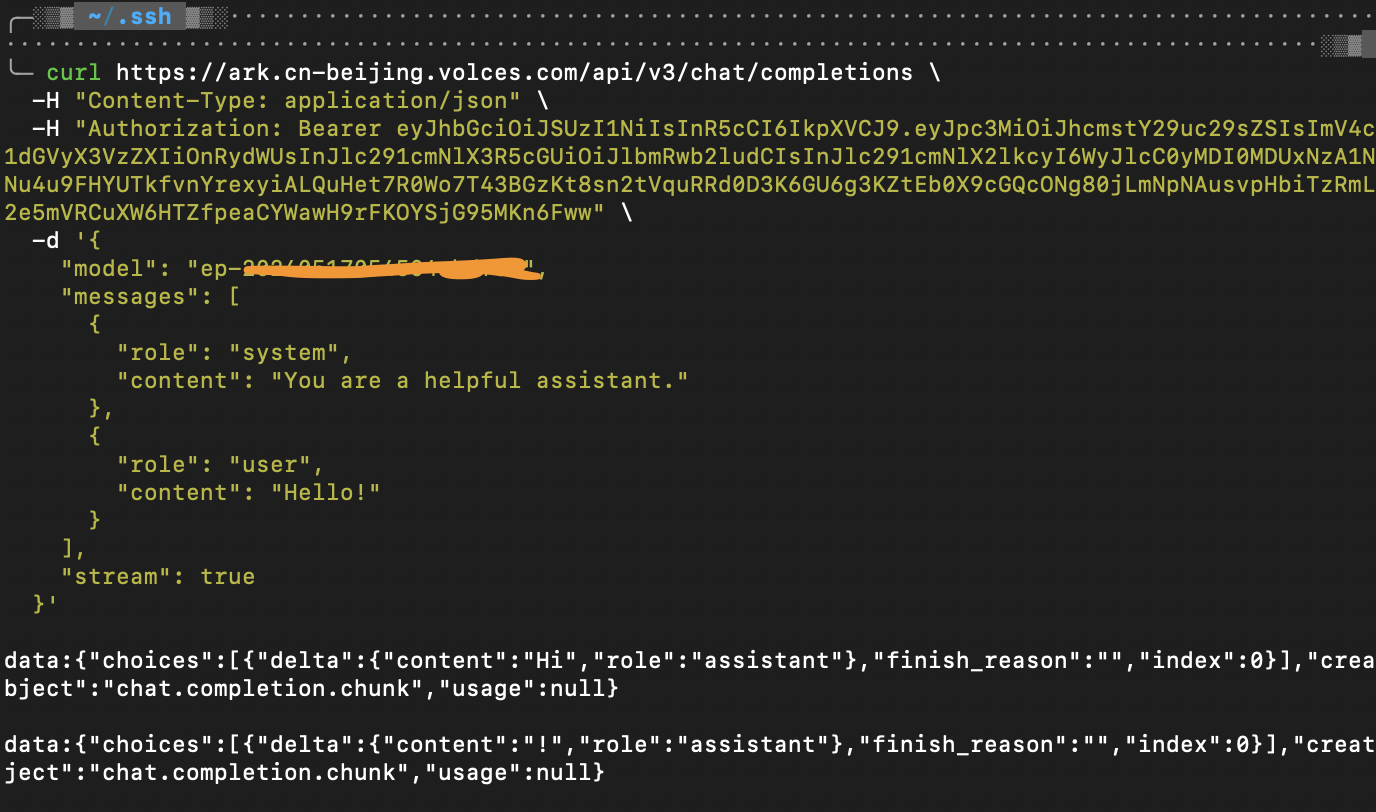 ~/.ssh
curl https://ark.cn-beijing.volces.com/api/v3/chat/completions \
-H "Content-Type: application/json" \
-H "Authorization: Bearer eyJhbGciOiJSUzI1NiIsInR5cCI6IkpXVCJ9.eyJpc3MiOiJhcmstY29uc29sZSIsImV4c
1dGVyX3VzZXIiOnRydWUsInJlc291cmNlX3R5cGUiOiJlbmRwb2ludCIsInJlc291cmNlX2lkcyI6WyJlcC0yMDI0MDUxNzA1N
Nu4u9FHYUTkfvnYrexyiALQuHet7R0Wo7T43BGzKt8sn2tVquRRd0D3K6GU6g3KZtEb0X9cGQcONg80jLmNpNAusvpHbiTzRmL
2e5mVRCuXW6HTZfpeaCYWawH9rFKOYSjG95MKn6Fww" \
-d '{
"model": "ep-
"messages": [
{
"role": "system",
"content": "You are a helpful assistant."
},
{
"role": "user",
"content": "Hello!"
}
],
"stream": true
}'
data:{"choices":[{"delta":{"content":"Hi","role":"assistant"},"finish_reason":"","index":0}],"crea
bject":"chat.completion.chunk","usage":null}
data:{"choices":[{"delta":{"content":"!","role":"assistant"},"finish_reason":"","index":0}],"creat
ject":"chat.completion.chunk","usage":null}